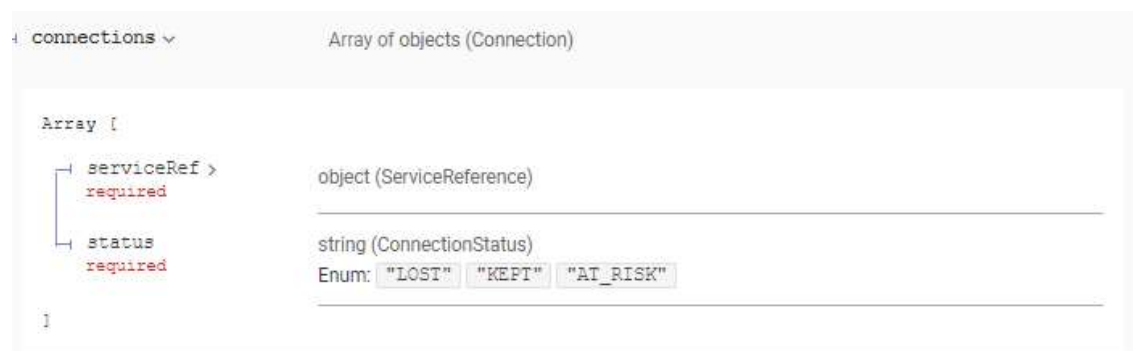 connections Array of objects (Connection)
Array [
serviceRef > object (ServiceReference)
required
status string (ConnectionStatus)
required Enum: "LOST" "KEPT" "AT_RISK"
]